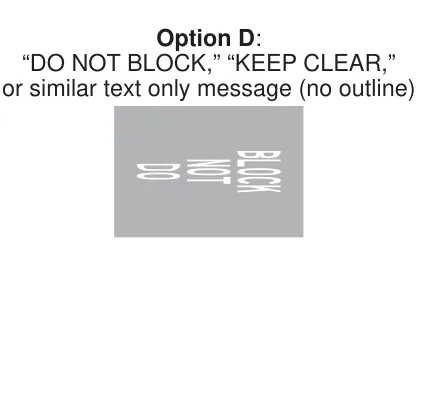 Option D:
“DO NOT BLOCK,” “KEEP CLEAR,”
or similar text only message (no outline)
DO
NOT
BLOCK